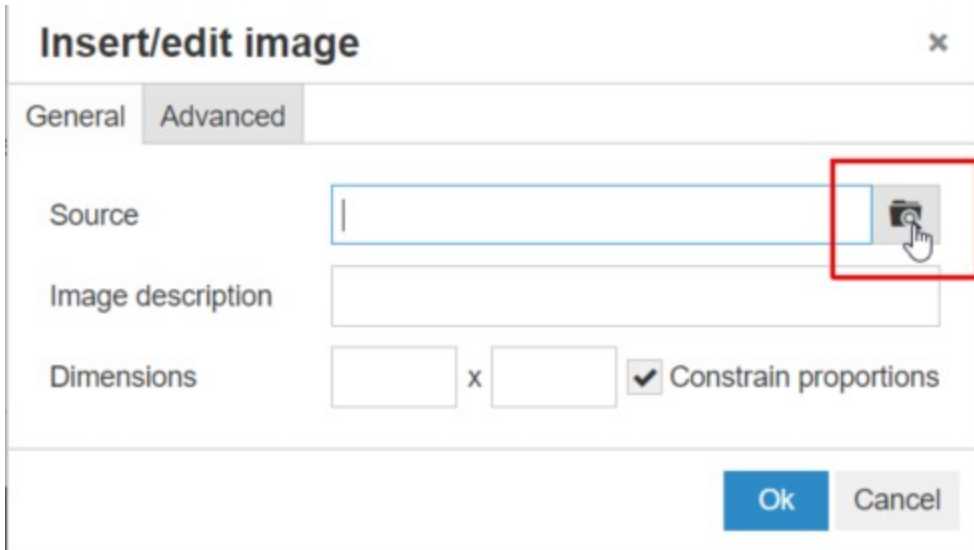 Insert/edit image ×
General Advanced
Source
Image description
Dimensions x Constrain proportions
Ok Cancel